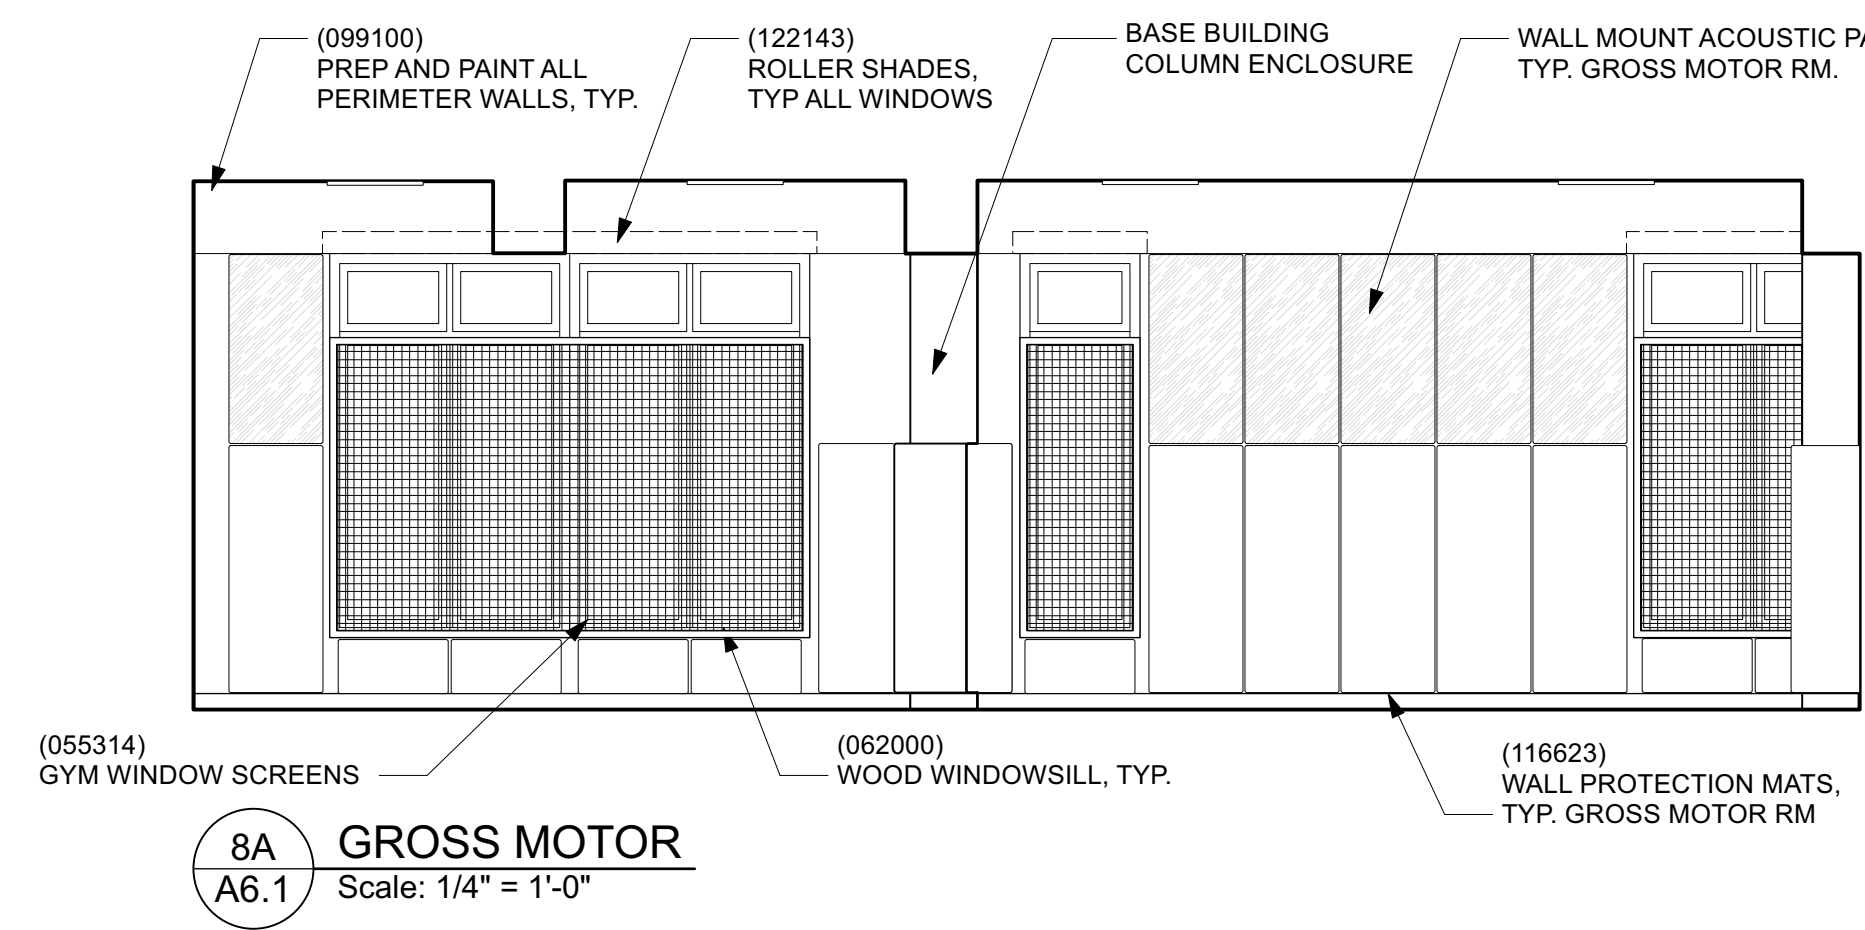 (099100)
PREP AND PAINT ALL
PERIMETER WALLS, TYP.
(122143)
ROLLER SHADES,
TYP ALL WINDOWS
BASE BUILDING
COLUMN ENCLOSURE
WALL MOUNT ACOUSTIC
TYP. GROSS MOTOR RM.
(055314)
GYM WINDOW SCREENS
(062000)
WOOD WINDOWSILL, TYP.
(116623)
WALL PROTECTION MATS,
TYP. GROSS MOTOR RM
8A
A6.1
GROSS MOTOR
Scale: 1/4" = 1'-0"